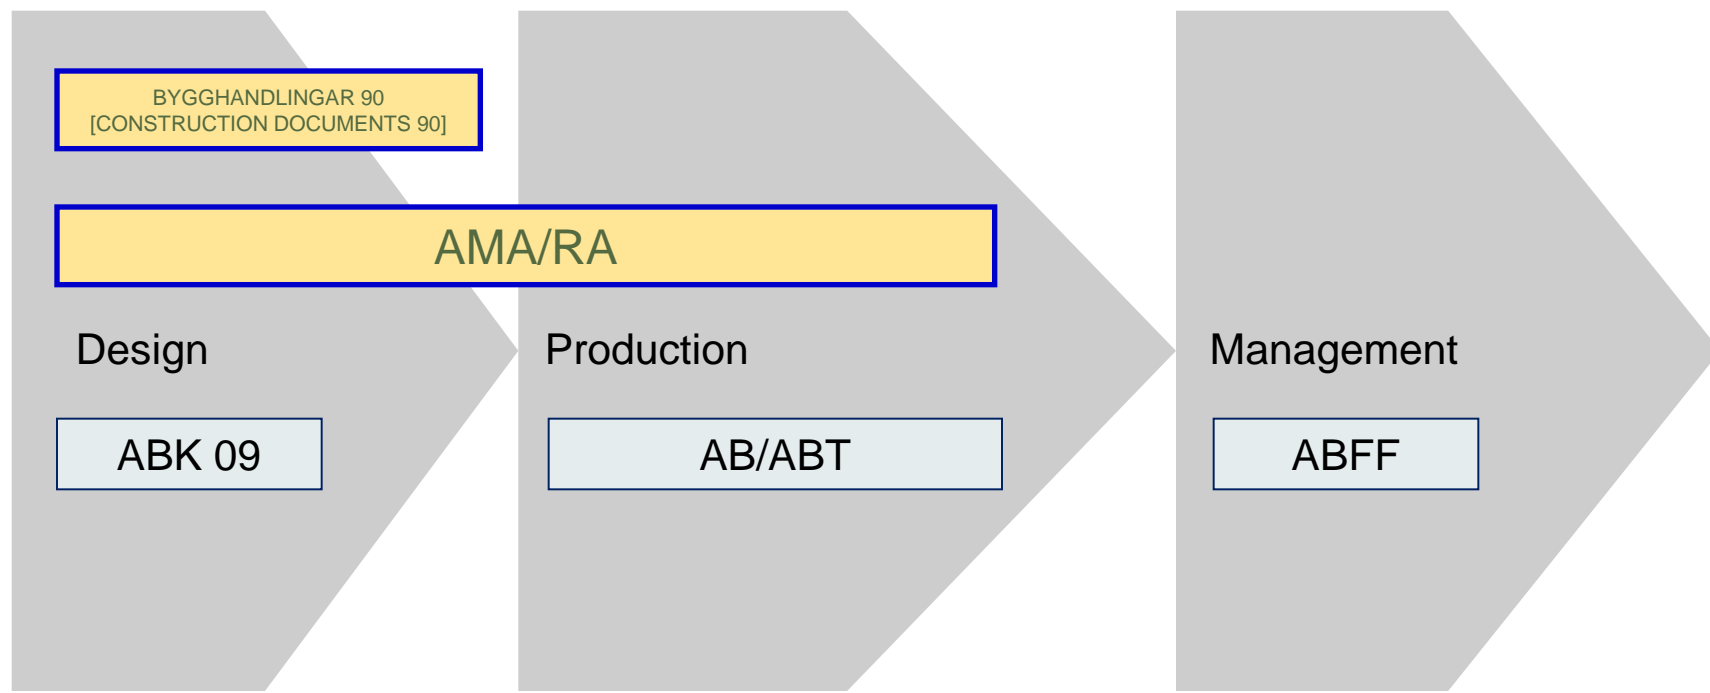 BYGGHANDLINGAR 90
[CONSTRUCTION DOCUMENTS 90]
AMA/RA
Design
Production
Management
ABK 09
AB/ABT
ABFF